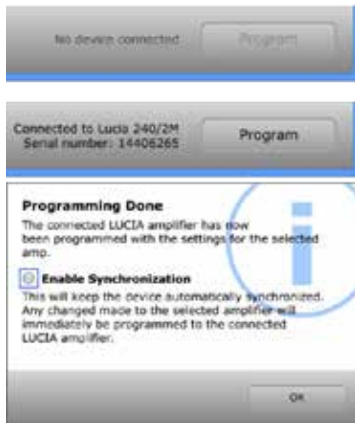 No device connected
Program
Connected to Lucia 240/2M
Serial number: 14406265
Program
Programming Done
The connected LUCIA amplifier has now
been programmed with the settings for the selected
amp.
Enable Synchronization
This will keep the device automatically synchronized.
Any changed made to the selected amplifier will
immediately be programmed to the connected
LUCIA amplifier.
OK